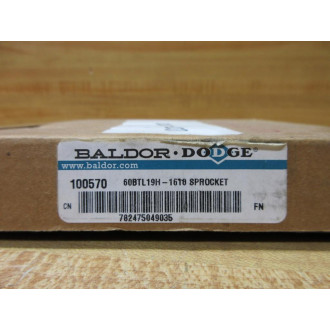 BALDOR · DODGE®
www.baldor.com
100570 60BTL19H-1610 SPROCKET
CN FN
782475049035